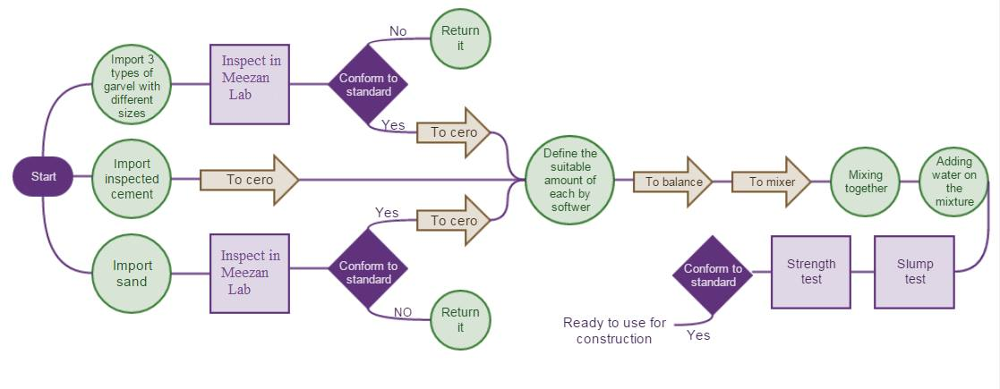 No
Return
it
Import 3
types of
garvel with
different
sizes
Inspect in
Meezan
Lab
Conform to
standard
Yes
To cero
Start
Import
inspected
cement
To cero
Define the
suitable
amount of
each by
softwer
To balance
To mixer
Mixing
together
Adding
water on
the
mixture
Yes
To cero
Import
sand
Inspect in
Meezan
Lab
Conform to
standard
NO
Return
it
Slump
test
Strength
test
Conform to
standard
Yes
Ready to use for
construction